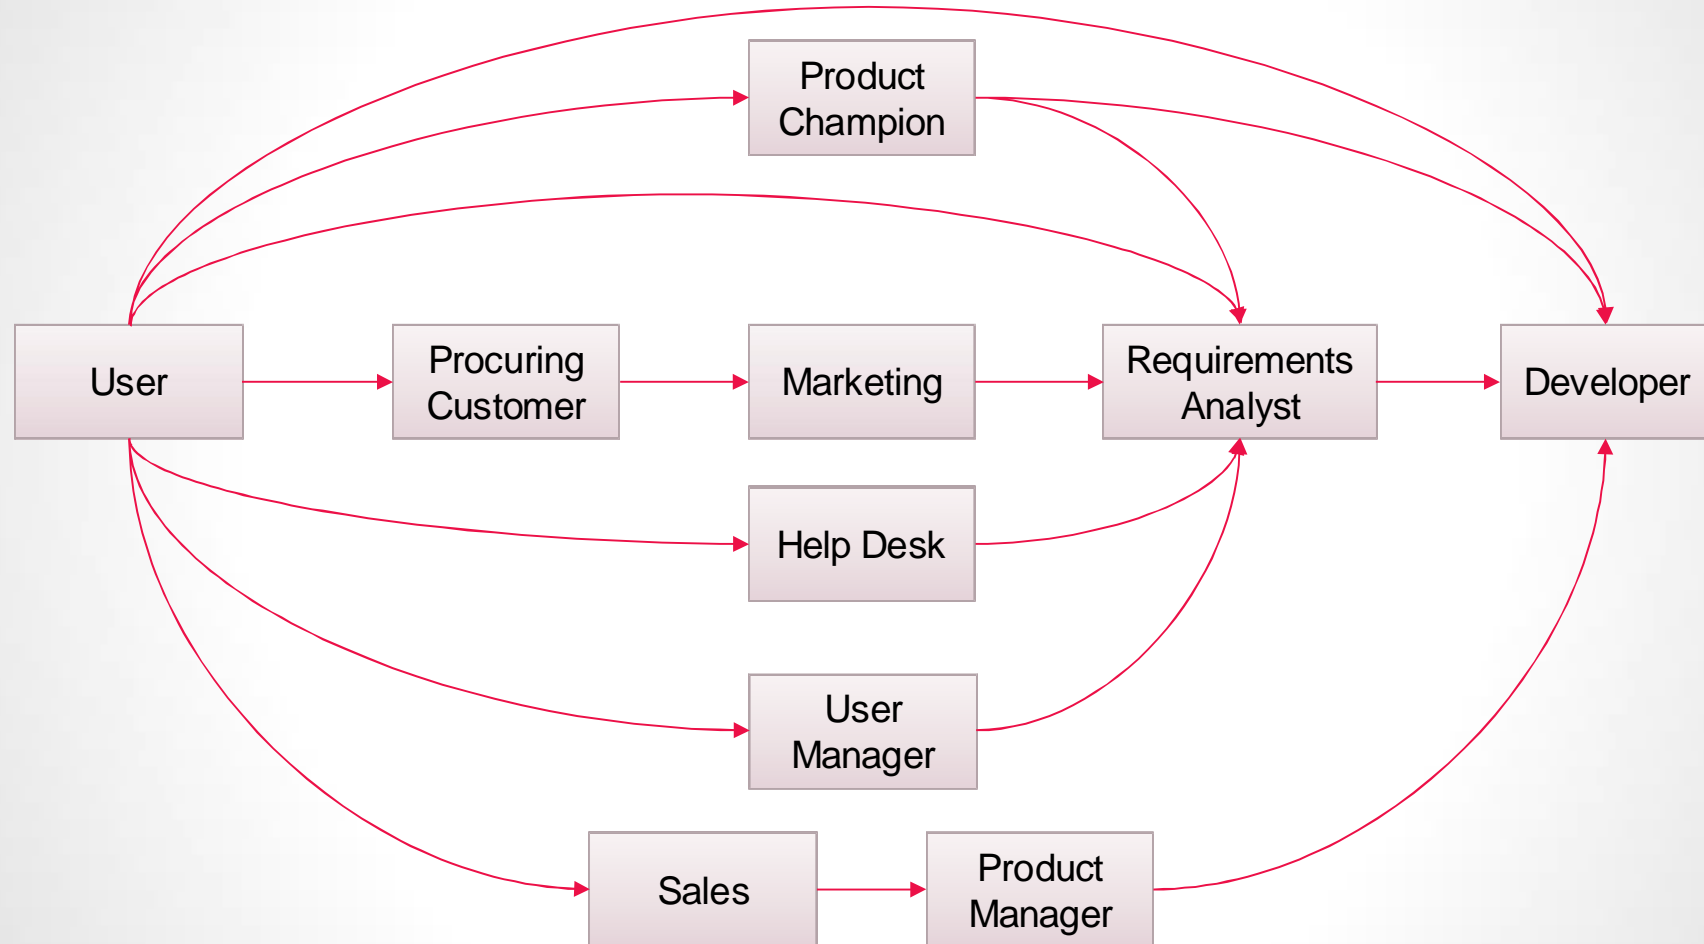 Product
Champion
User
Procuring
Customer
Marketing
Requirements
Analyst
Developer
Help Desk
User
Manager
Sales
Product
Manager